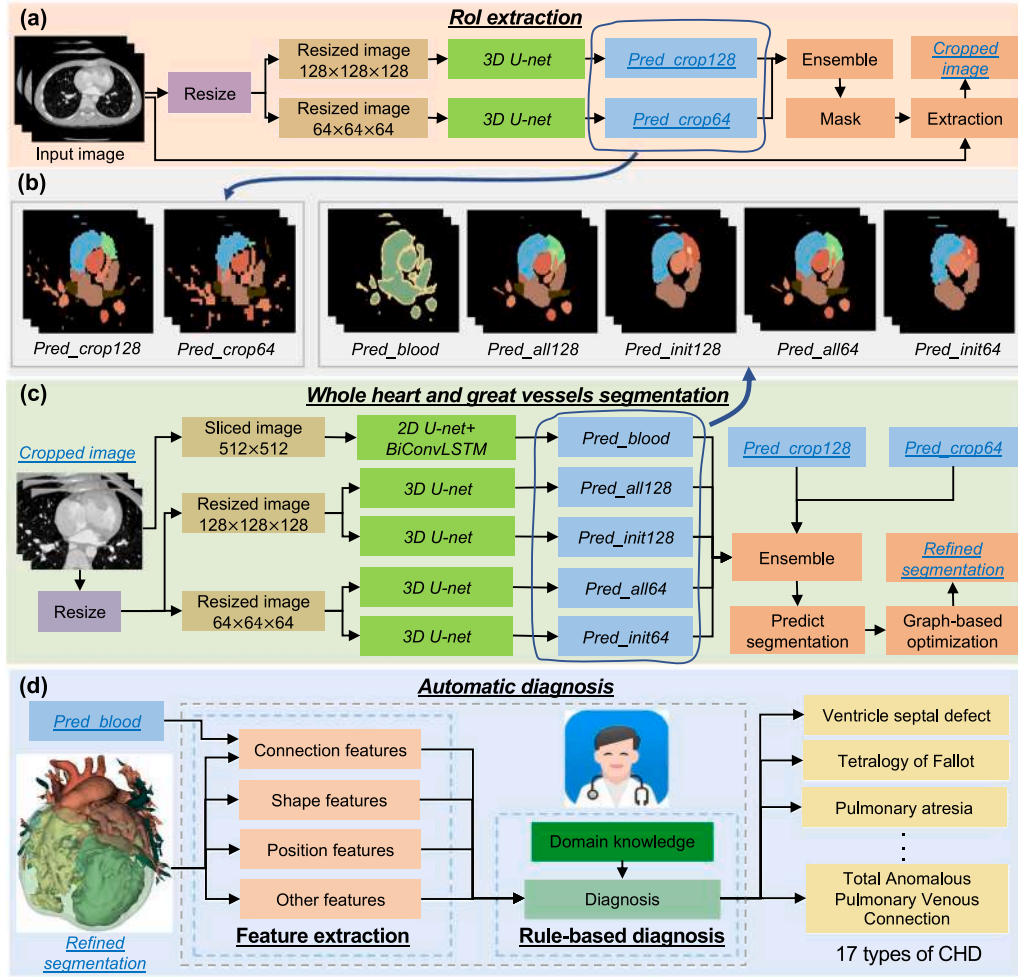 (a)
RoI extraction
Input image
Resize
Resized image
128×128×128
3D U-net
Pred_crop128
Resized image
64×64×64
3D U-net
Pred_crop64
Ensemble
Mask
Cropped
image
Extraction
(b)
Pred_crop128
Pred_crop64
Pred_blood
Pred_all128
Pred_init128
Pred_all64
Pred_init64
(c)
Whole heart and great vessels segmentation
Cropped image
Resize
Sliced image
512×512
2D U-net+
BiConvLSTM
Pred_blood
Resized image
128×128×128
3D U-net
Pred_all128
3D U-net
Pred_init128
Resized image
64×64×64
3D U-net
Pred_all64
3D U-net
Pred_init64
Pred_crop128
Pred_crop64
Ensemble
Predict
segmentation
Refined
segmentation
Graph-based
optimization
(d)
Automatic diagnosis
Pred_blood
Refined
segmentation
Connection features
Shape features
Position features
Other features
Feature extraction
Domain knowledge
Diagnosis
Rule-based diagnosis
Ventricle septal defect
Tetralogy of Fallot
Pulmonary atresia
Total Anomalous
Pulmonary Venous
Connection
17 types of CHD